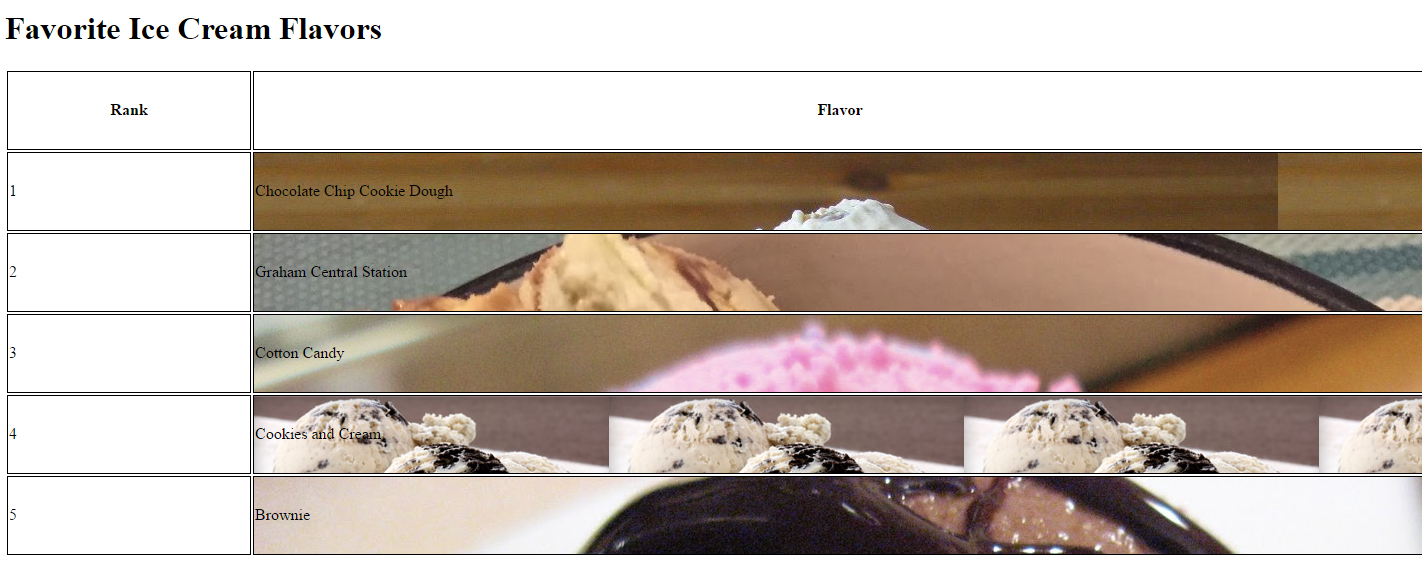 Favorite Ice Cream Flavors
Rank Flavor
1 Chocolate Chip Cookie Dough
2 Graham Central Station
3 Cotton Candy
4 Cookies and Cream
5 Brownie